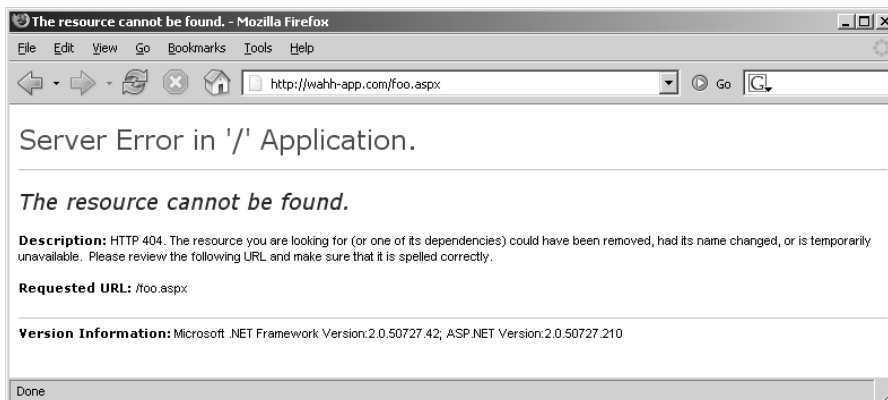 The resource cannot be found. - Mozilla Firefox
File Edit View Go Bookmarks Tools Help
http://wahh-app.com/foo.aspx Go G
Server Error in '/' Application.
The resource cannot be found.
Description: HTTP 404. The resource you are looking for (or one of its dependencies) could have been removed, had its name changed, or is temporarily
unavailable. Please review the following URL and make sure that it is spelled correctly.
Requested URL: /foo.aspx
Version Information: Microsoft .NET Framework Version:2.0.50727.42; ASP.NET Version:2.0.50727.210
Done